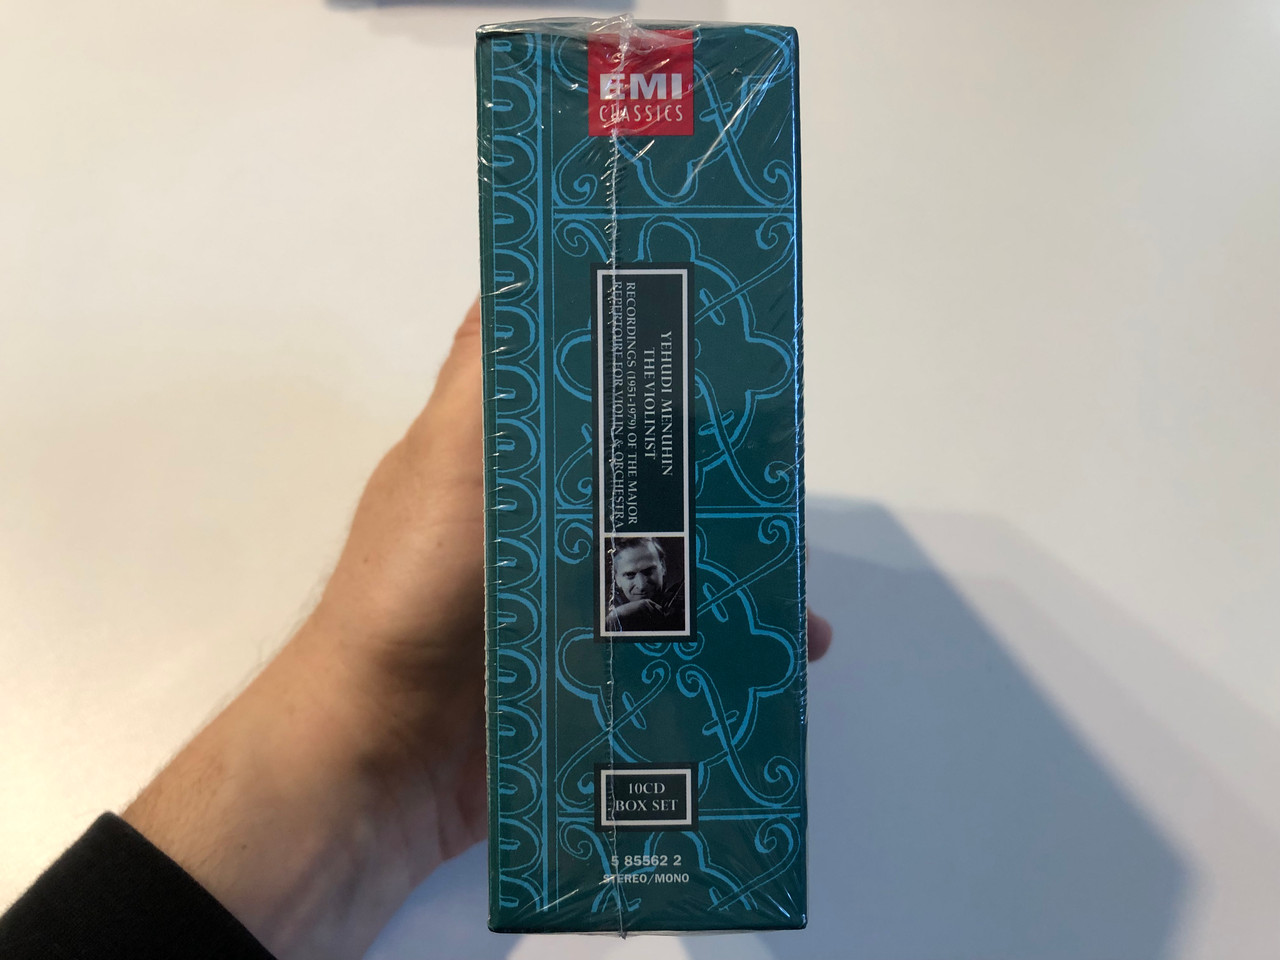 EMI
CLASSICS
YEHUDI MENUHIN
THE VIOLINIST
RECORDINGS (1951-1979) OF THE MAJOR
REPERTOIRE FOR VIOLIN & ORCHESTRA
10CD
BOX SET
5 85562 2
STEREO/MONO